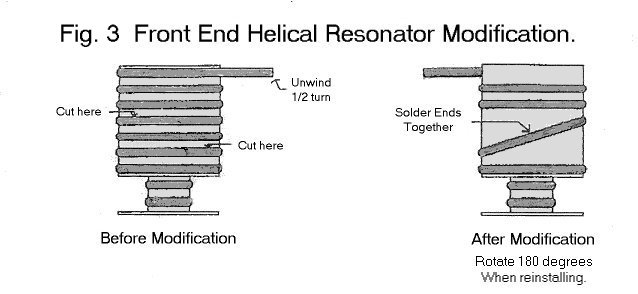 Fig. 3 Front End Helical Resonator Modification.
Unwind
1/2 turn
Cut here
Cut here
Before Modification
Solder Ends
Together
After Modification
Rotate 180 degrees
When reinstalling.